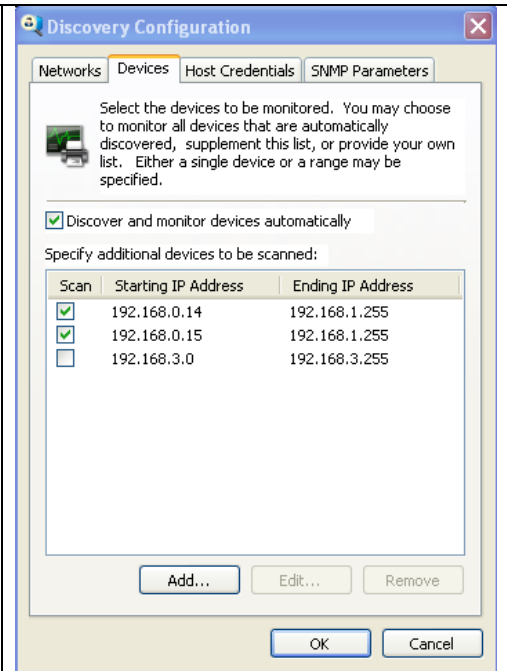 Discovery Configuration
Networks Devices Host Credentials SNMP Parameters
Select the devices to be monitored. You may choose
to monitor all devices that are automatically
discovered, supplement this list, or provide your own
list. Either a single device or a range may be
specified.
Discover and monitor devices automatically
Specify additional devices to be scanned:
Scan Starting IP Address Ending IP Address
192.168.0.14 192.168.1.255
192.168.0.15 192.168.1.255
192.168.3.0 192.168.3.255
Add... Edit... Remove
OK Cancel